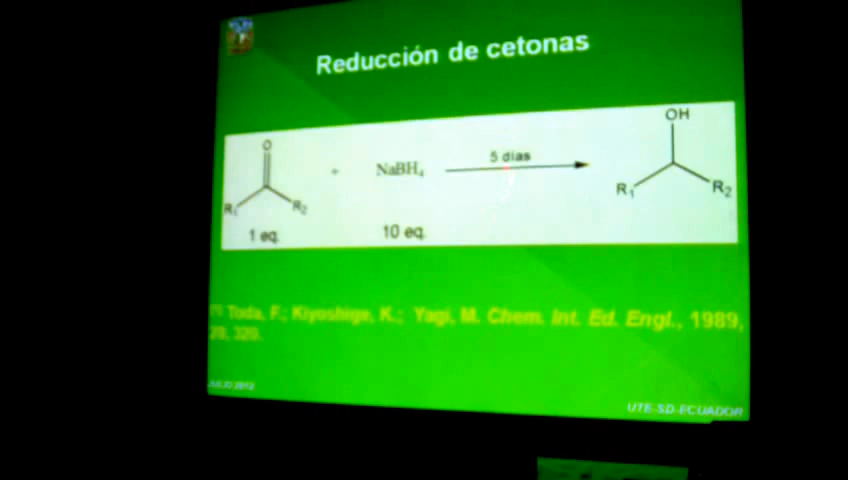 Reducción de cetonas
O
R1 R2
+
NaBH4
5 días
OH
R1 R2
1 eq.
10 eq.
Toda, F.; Kiyoshige, K.; Yagi, M. Chem. Int. Ed. Engl., 1989,
320.
JULIO 2012
UTE-SD-ECUADOR